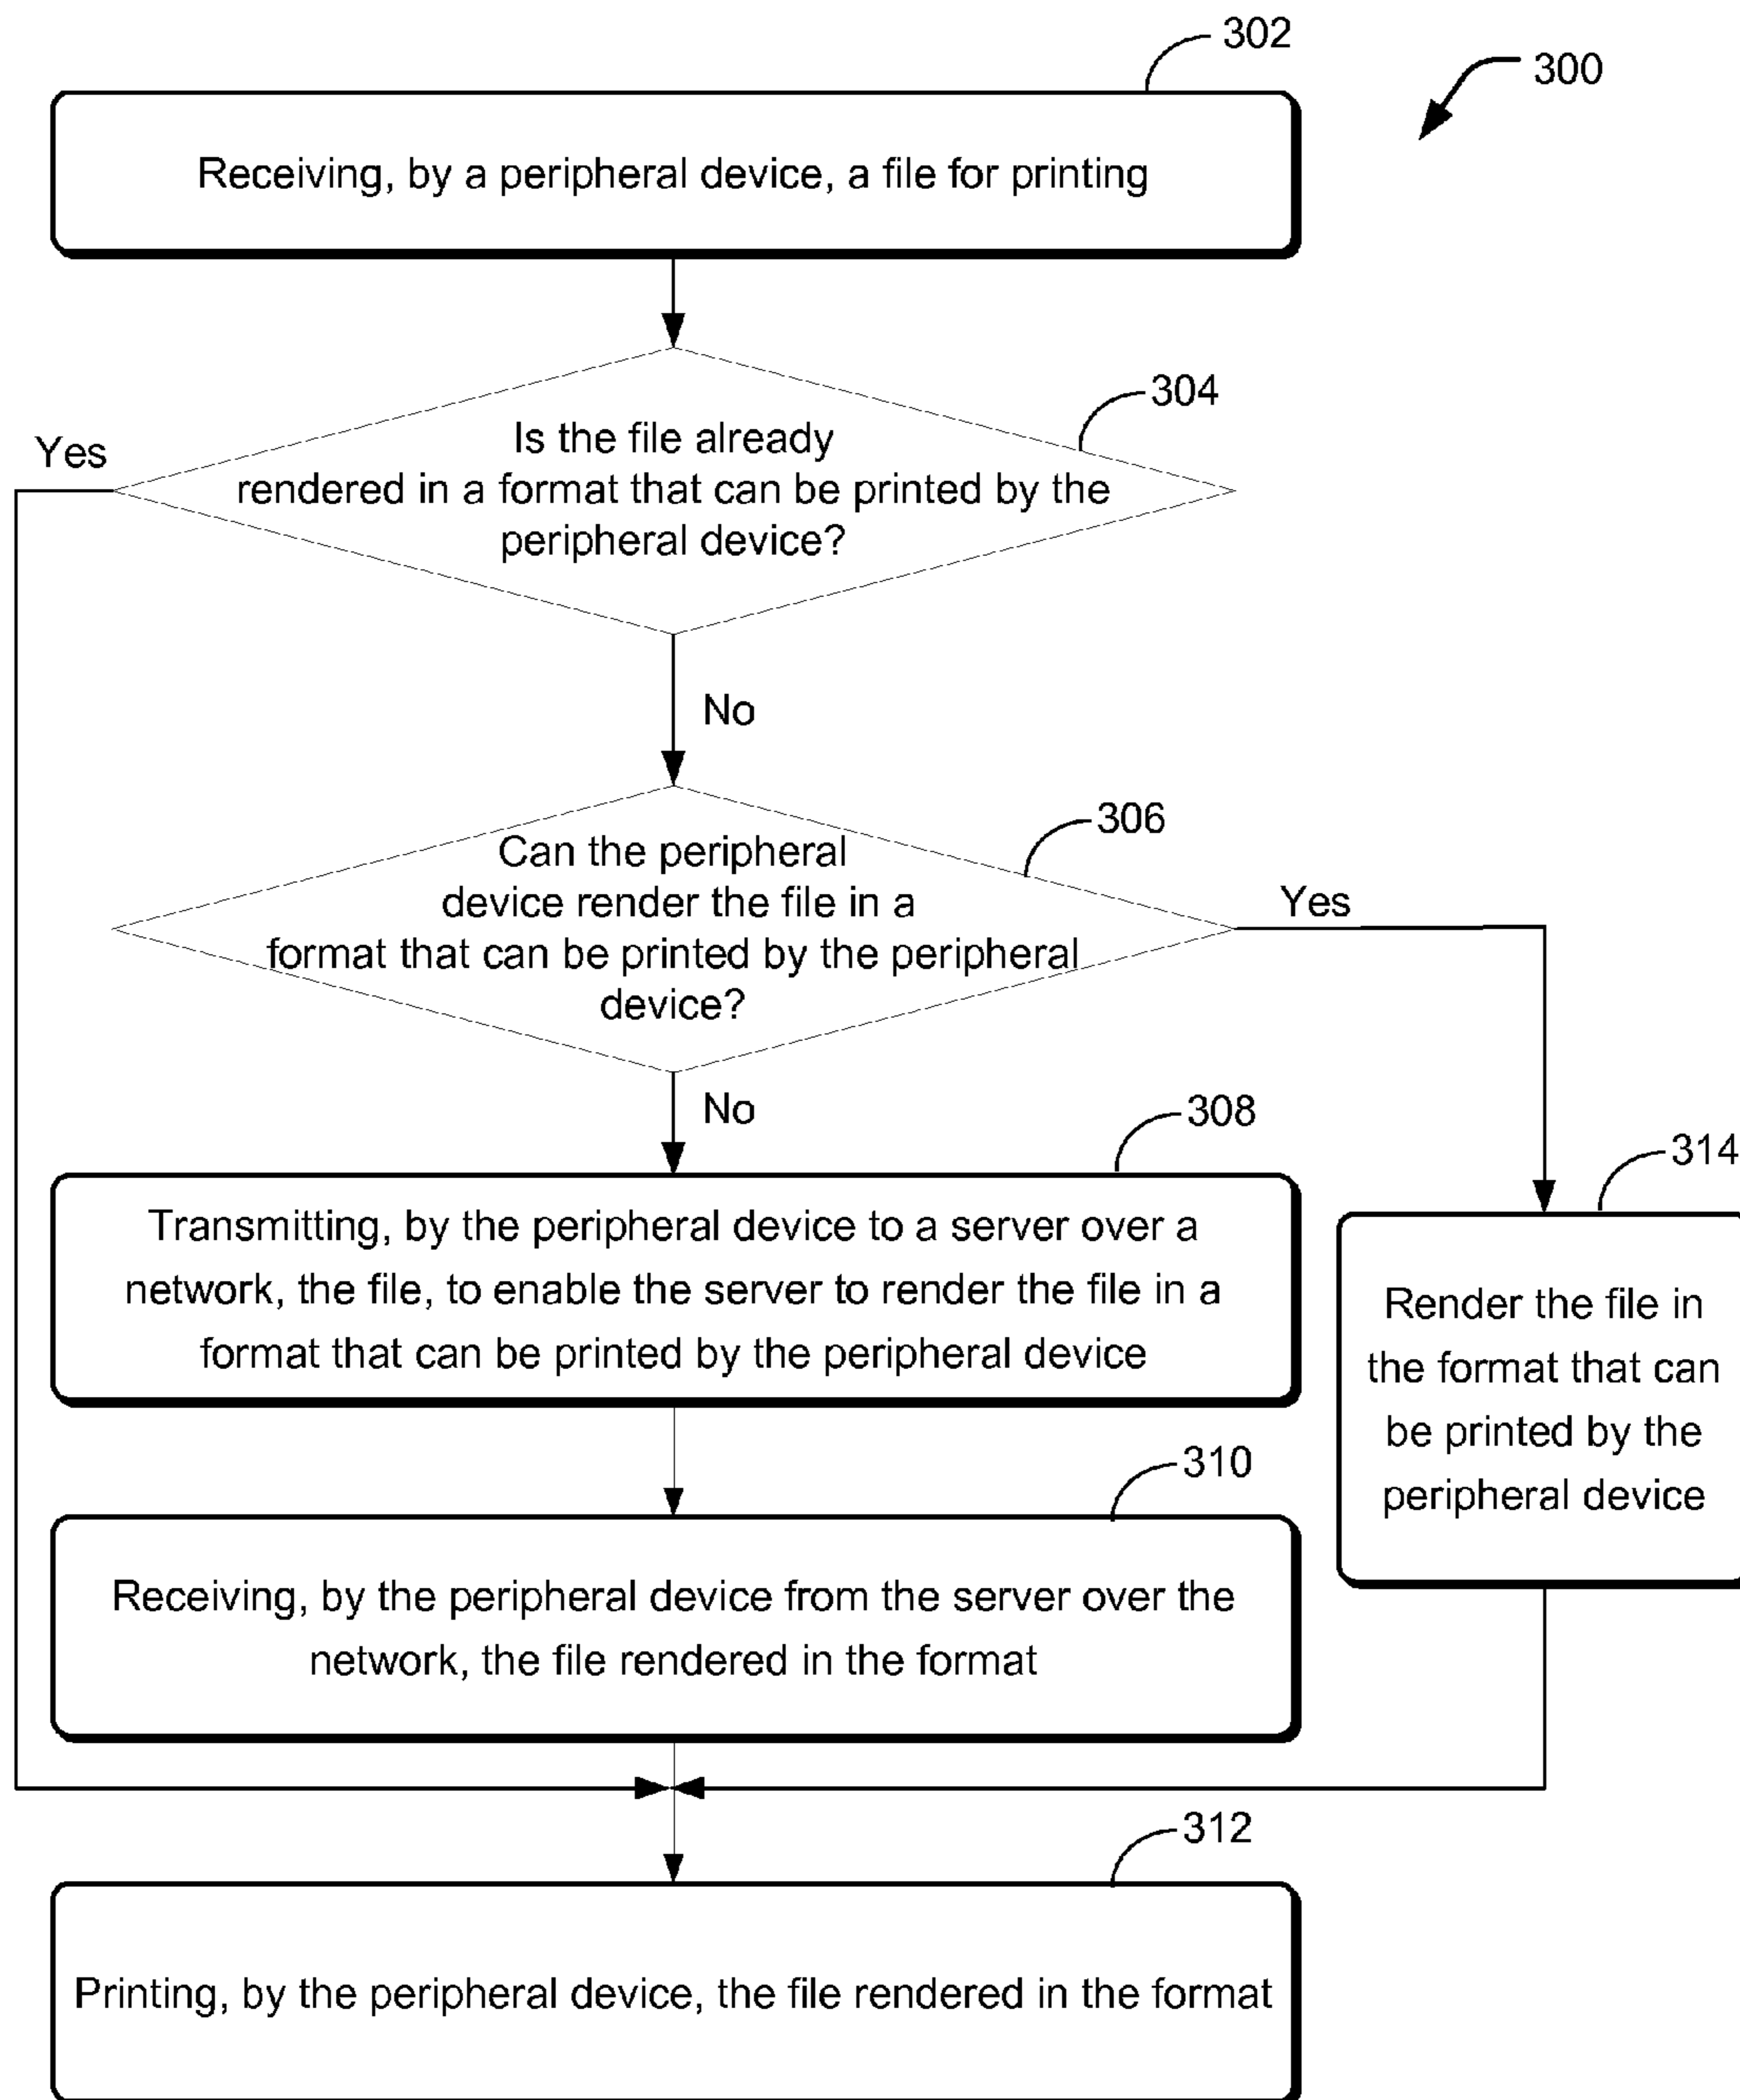 302
300
Receiving, by a peripheral device, a file for printing
304
Is the file already
rendered in a format that can be printed by the
peripheral device?
Yes
No
306
Can the peripheral
device render the file in a
format that can be printed by the peripheral
device?
Yes
No
308
Transmitting, by the peripheral device to a server over a
network, the file, to enable the server to render the file in a
format that can be printed by the peripheral device
314
Render the file in
the format that can
be printed by the
peripheral device
310
Receiving, by the peripheral device from the server over the
network, the file rendered in the format
312
Printing, by the peripheral device, the file rendered in the format